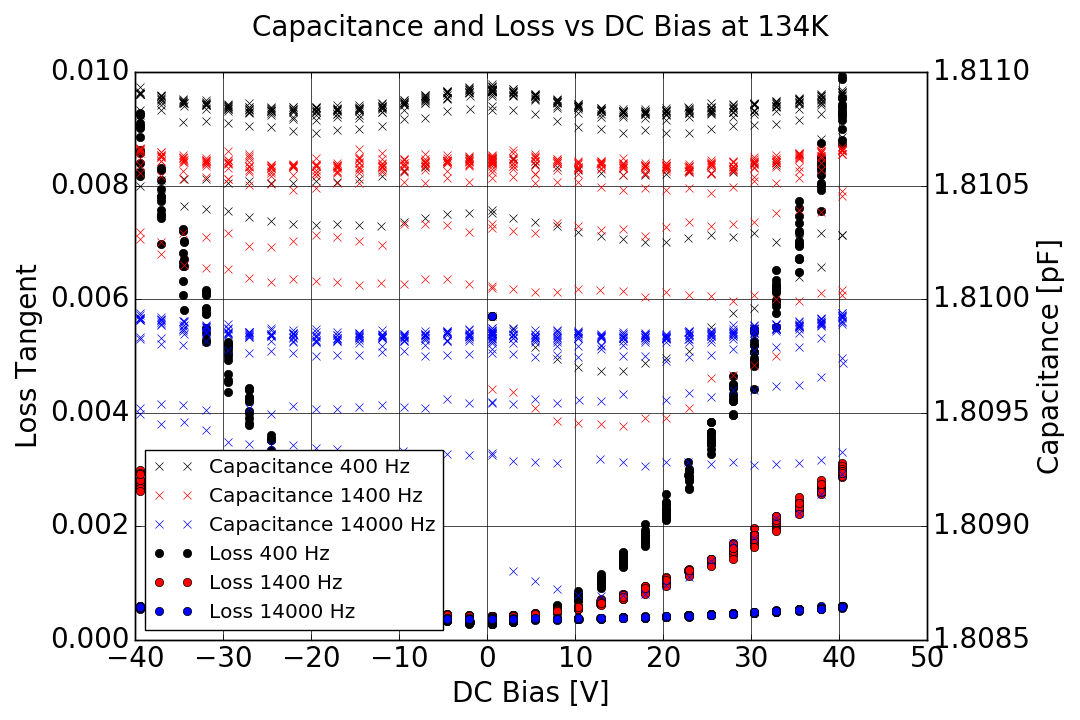 Capacitance and Loss vs DC Bias at 134K
0.010
0.008
0.006
0.004
0.002
0.000
Loss Tangent
1.8110
1.8105
1.8100
1.8095
1.8090
1.8085
Capacitance [pF]
Capacitance 400 Hz
Capacitance 1400 Hz
Capacitance 14000 Hz
Loss 400 Hz
Loss 1400 Hz
Loss 14000 Hz
−40 −30 −20 −10 0 10 20 30 40 50
DC Bias [V]